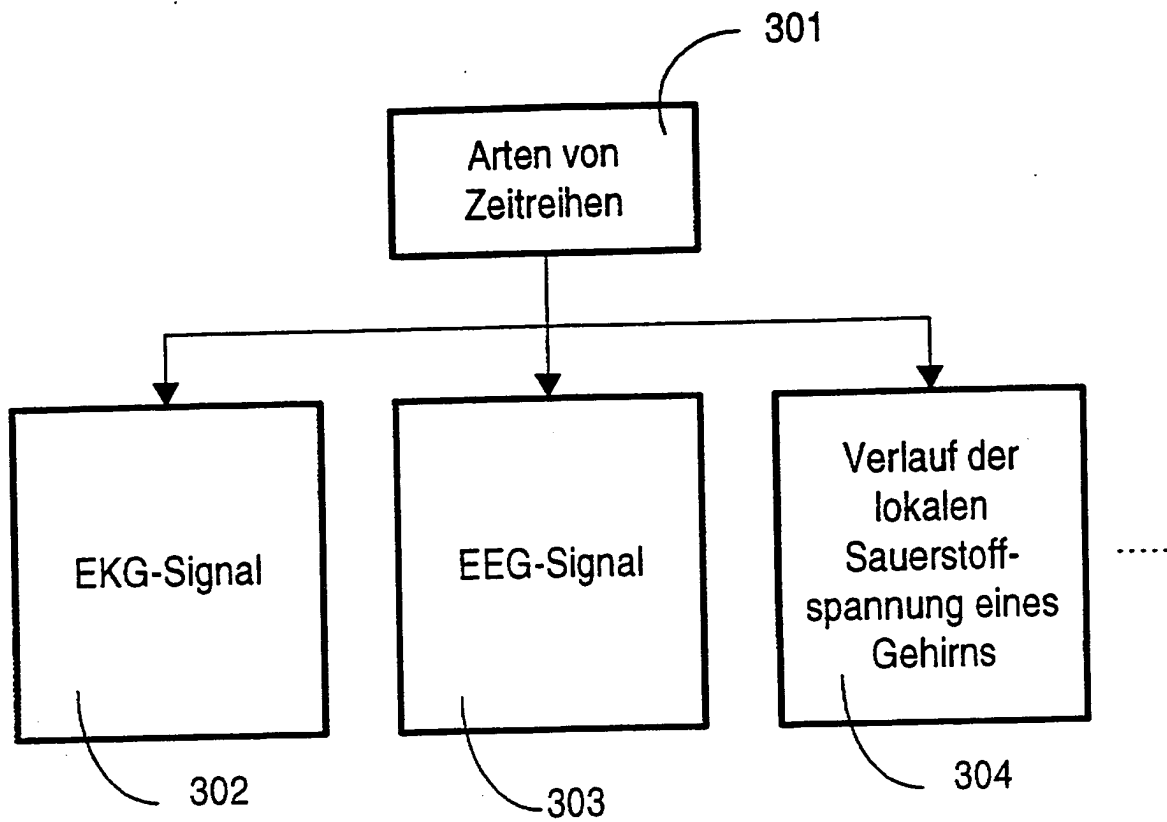 301
Arten von
Zeitreihen
EKG-Signal
EEG-Signal
Verlauf der
lokalen
Sauerstoff-
spannung eines
Gehirns
302
303
304